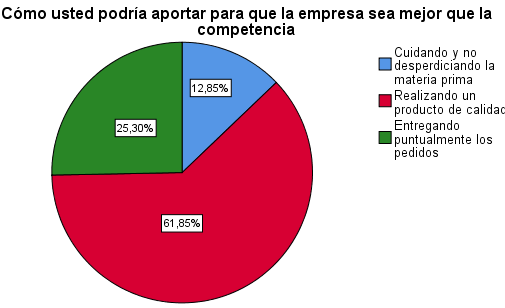 Cómo usted podría aportar para que la empresa sea mejor que la
competencia
Cuidando y no
desperdiciando la
materia prima
Realizando un
producto de calidad
Entregando
puntualmente los
pedidos
12,85%
25,30%
61,85%